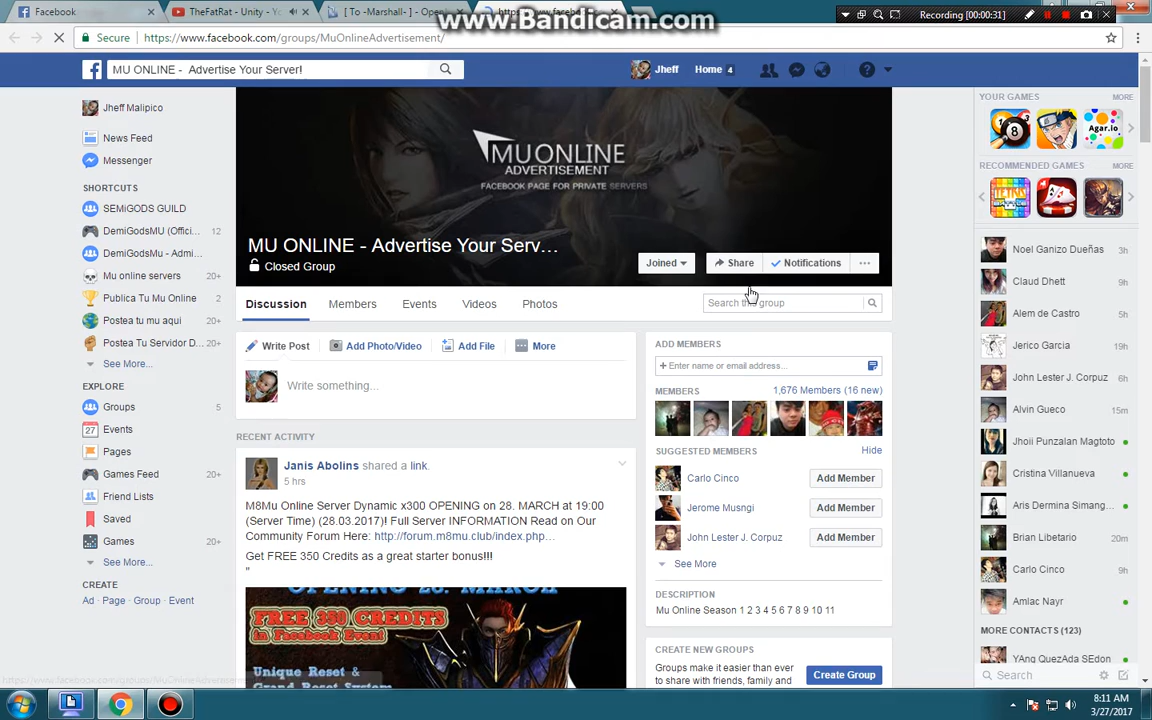 Facebook
TheFatRat - Unity - Y
[ To -Marshall- ] - Open
www.Bandicam.com
Recording [00:00:31]
Secure
https://www.facebook.com/groups/MuOnlineAdvertisement/
MU ONLINE - Advertise Your Server!
Jheff
Home 4
Jheff Malipico
News Feed
Messenger
SHORTCUTS
SEMiGODS GUILD
DemiGodsMU (Offici... 12
DemiGodsMu - Admi...
Mu online servers 20+
Publica Tu Mu Online 2
Postea tu mu aqui 20+
Postea Tu Servidor D... 20+
See More...
EXPLORE
Groups 5
27 Events
Pages
Games Feed 20+
Friend Lists
Saved
Games 20+
See More...
CREATE
Ad · Page · Group · Event
MUONLINE
ADVERTISEMENT
FACEBOOK PAGE FOR PRIVATE SERVERS
MU ONLINE - Advertise Your Serv...
Closed Group
Joined
Share
Notifications
Discussion
Members
Events
Videos
Photos
Search this group
Write Post
Add Photo/Video
Add File
More
Write something...
RECENT ACTIVITY
Janis Abolins shared a link.
5 hrs
M8Mu Online Server Dynamic x300 OPENING on 28. MARCH at 19:00
(Server Time) (28.03.2017)! Full Server INFORMATION Read on Our
Community Forum Here: http://forum.m8mu.club/index.php...
Get FREE 350 Credits as a great starter bonus!!!
"
OPENING 28. MARCH
FREE 350 CREDITS
in Facebook Event
Unique Reset &
Grand Reset System
ADD MEMBERS
+ Enter name or email address...
MEMBERS
1,676 Members (16 new)
SUGGESTED MEMBERS
Hide
Carlo Cinco
Add Member
Jerome Musngi
Add Member
John Lester J. Corpuz
Add Member
See More
DESCRIPTION
Mu Online Season 1 2 3 4 5 6 7 8 9 10 11
CREATE NEW GROUPS
Groups make it easier than ever
to share with friends, family and
Create Group
YOUR GAMES
MORE
8
Agar.io
RECOMMENDED GAMES
MORE
TETRIS
Noel Ganizo Dueñas 3h
Claud Dhett 9h
Alem de Castro 5h
Jerico Garcia 19h
John Lester J. Corpuz 6h
Alvin Gueco 15m
Jhoii Punzalan Magtoto
Cristina Villanueva
Aris Dermina Simang...
Brian Libetario 20m
Carlo Cinco 9h
Amlac Nayr
MORE CONTACTS (123)
YAng QuezAda SEdon
Search
8:11 AM
3/27/2017